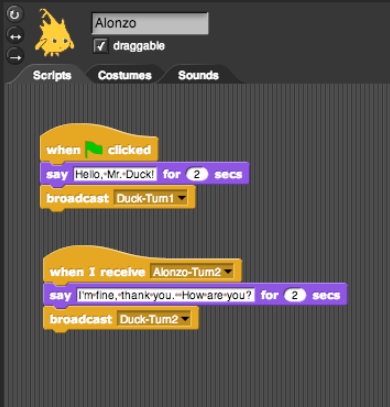 Alonzo
draggable
Scripts Costumes Sounds
when clicked
say Hello, Mr. Duck! for 2 secs
broadcast Duck-Turn1
when I receive Alonzo-Turn2
say I'm fine, thank you. How are you? for 2 secs
broadcast Duck-Turn2